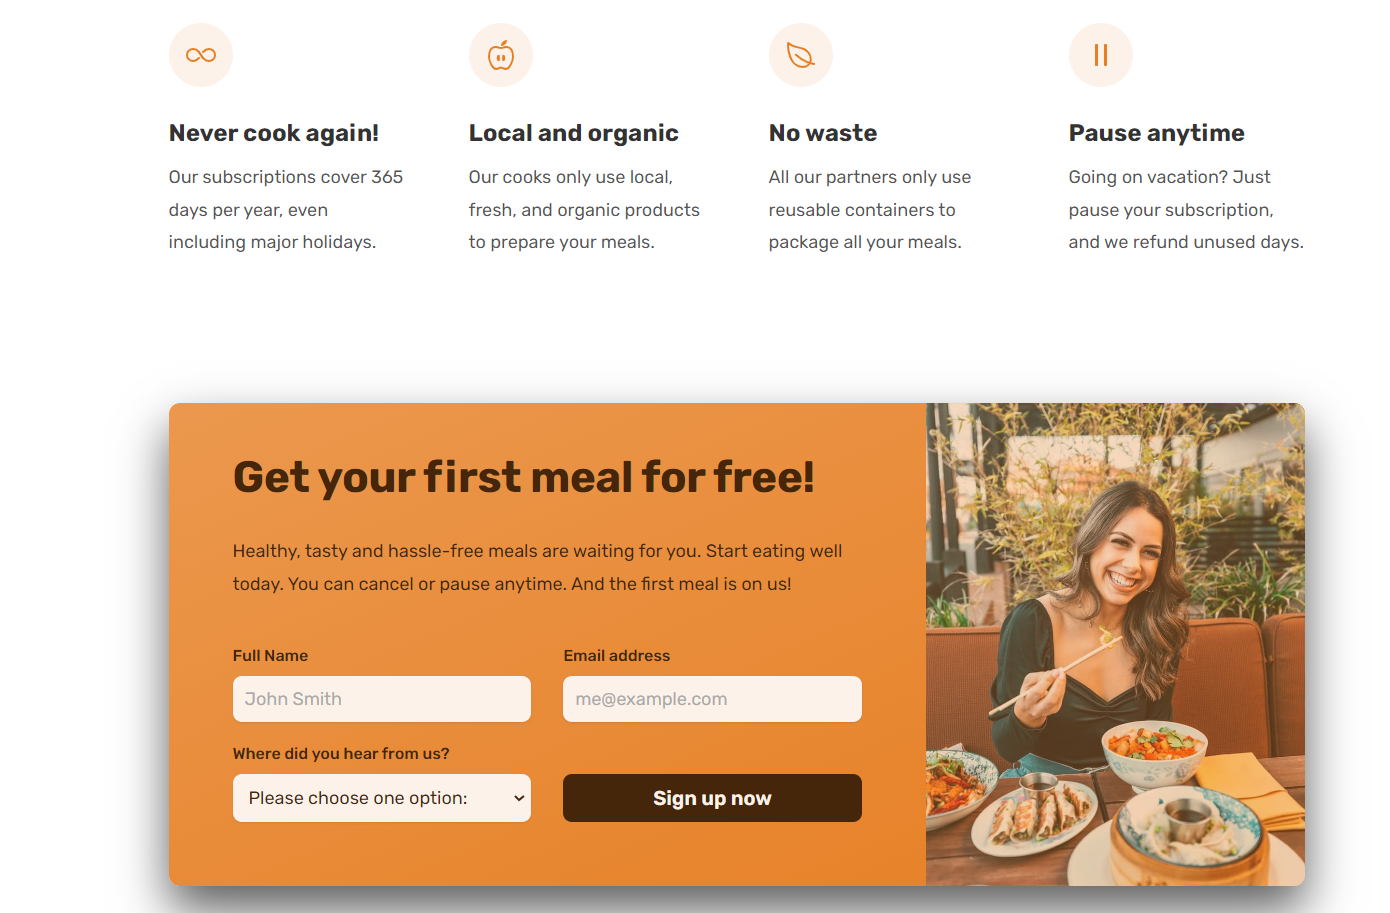 Never cook again!
Our subscriptions cover 365
days per year, even
including major holidays.
Local and organic
Our cooks only use local,
fresh, and organic products
to prepare your meals.
No waste
All our partners only use
reusable containers to
package all your meals.
Pause anytime
Going on vacation? Just
pause your subscription,
and we refund unused days.
Get your first meal for free!
Healthy, tasty and hassle-free meals are waiting for you. Start eating well
today. You can cancel or pause anytime. And the first meal is on us!
Full Name
John Smith
Email address
me@example.com
Where did you hear from us?
Please choose one option:
Sign up now